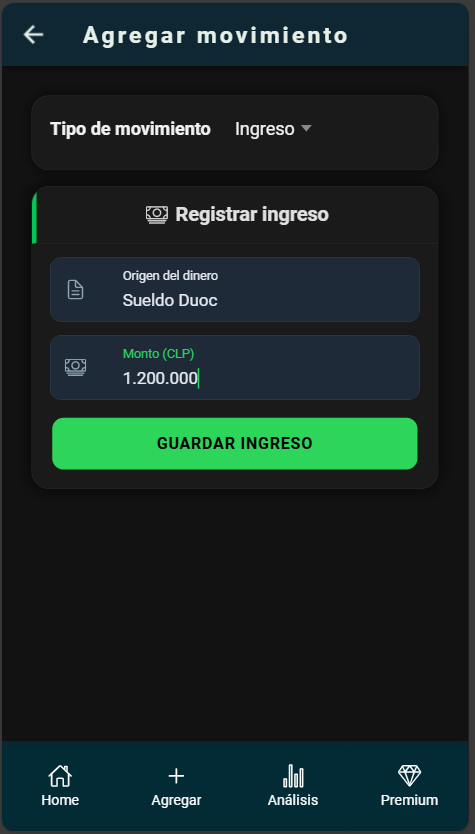 Agregar movimiento
Tipo de movimiento Ingreso
Registrar ingreso
Origen del dinero
Sueldo Duoc
Monto (CLP)
1.200.000
GUARDAR INGRESO
Home Agregar Análisis Premium